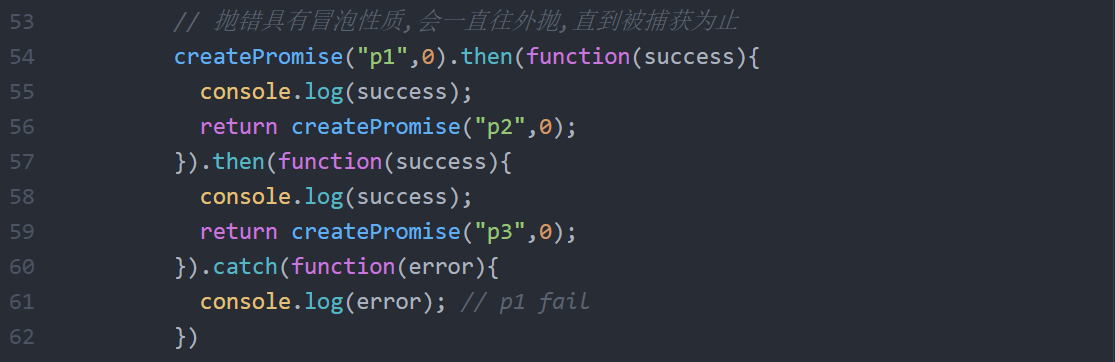 53 // 抛错具有冒泡性质,会一直往外抛,直到被捕获为止
54 createPromise("p1",0).then(function(success){
55 console.log(success);
56 return createPromise("p2",0);
57 }).then(function(success){
58 console.log(success);
59 return createPromise("p3",0);
60 }).catch(function(error){
61 console.log(error); // p1 fail
62 })